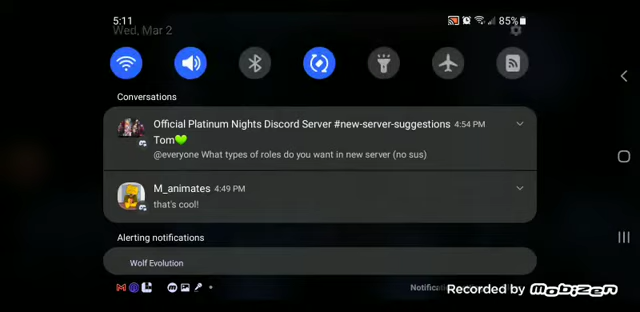 5:11
85%
Wed, Mar 2
Conversations
Official Platinum Nights Discord Server #new-server-suggestions 4:54 PM
Tom💚
@everyone What types of roles do you want in new server (no sus)
M_animates 4:49 PM
that's cool!
Alerting notifications
Wolf Evolution
Recorded by MOBIZEN